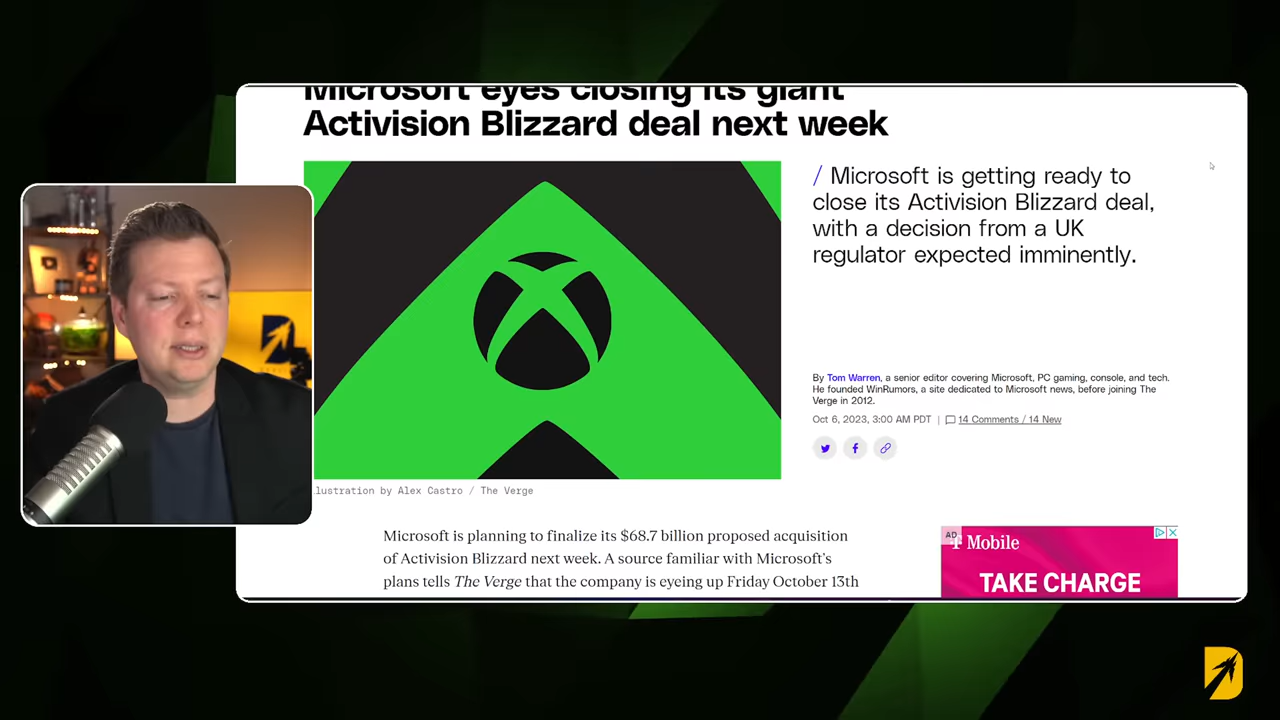 Microsoft eyes closing its giant
Activision Blizzard deal next week
/ Microsoft is getting ready to
close its Activision Blizzard deal,
with a decision from a UK
regulator expected imminently.
By Tom Warren, a senior editor covering Microsoft, PC gaming, console, and tech.
He founded WinRumors, a site dedicated to Microsoft news, before joining The
Verge in 2012.
Oct 6, 2023, 3:00 AM PDT | 14 Comments / 14 New
lustration by Alex Castro / The Verge
Microsoft is planning to finalize its $68.7 billion proposed acquisition
of Activision Blizzard next week. A source familiar with Microsoft's
plans tells The Verge that the company is eyeing up Friday October 13th
AD
T Mobile
TAKE CHARGE